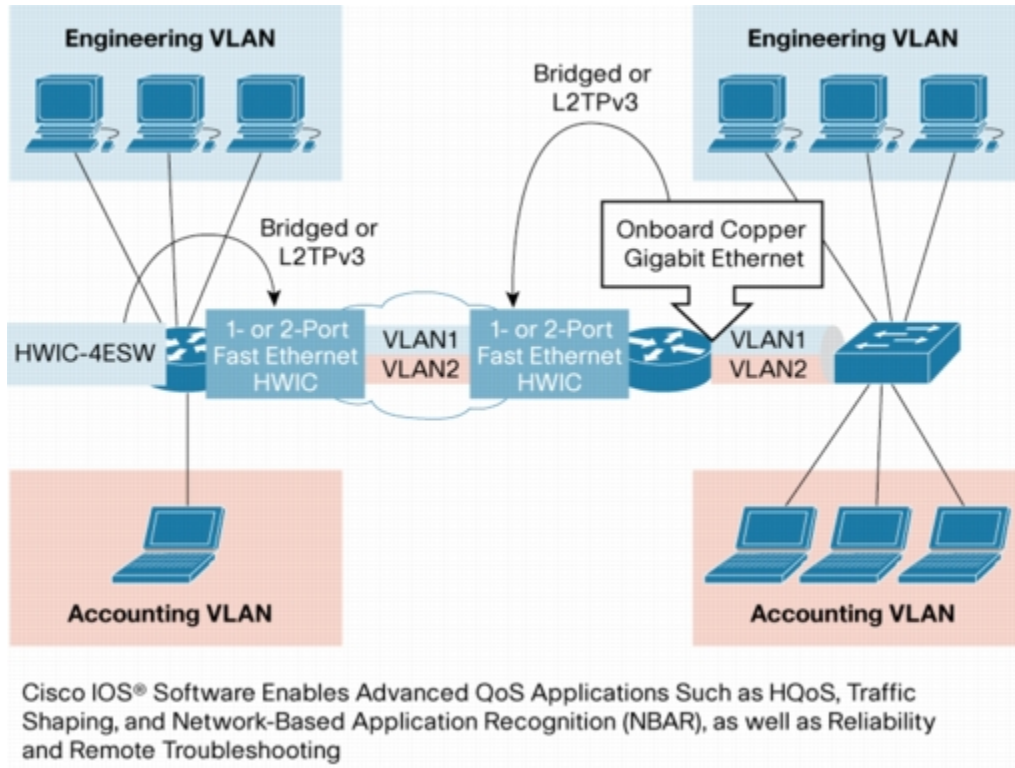 Engineering VLAN
Engineering VLAN
Bridged or
L2TPv3
Bridged or
L2TPv3
Onboard Copper
Gigabit Ethernet
HWIC-4ESW
1- or 2-Port
Fast Ethernet
HWIC
VLAN1
VLAN2
1- or 2-Port
Fast Ethernet
HWIC
VLAN1
VLAN2
Accounting VLAN
Accounting VLAN
Cisco IOS® Software Enables Advanced QoS Applications Such as HQoS, Traffic
Shaping, and Network-Based Application Recognition (NBAR), as well as Reliability
and Remote Troubleshooting